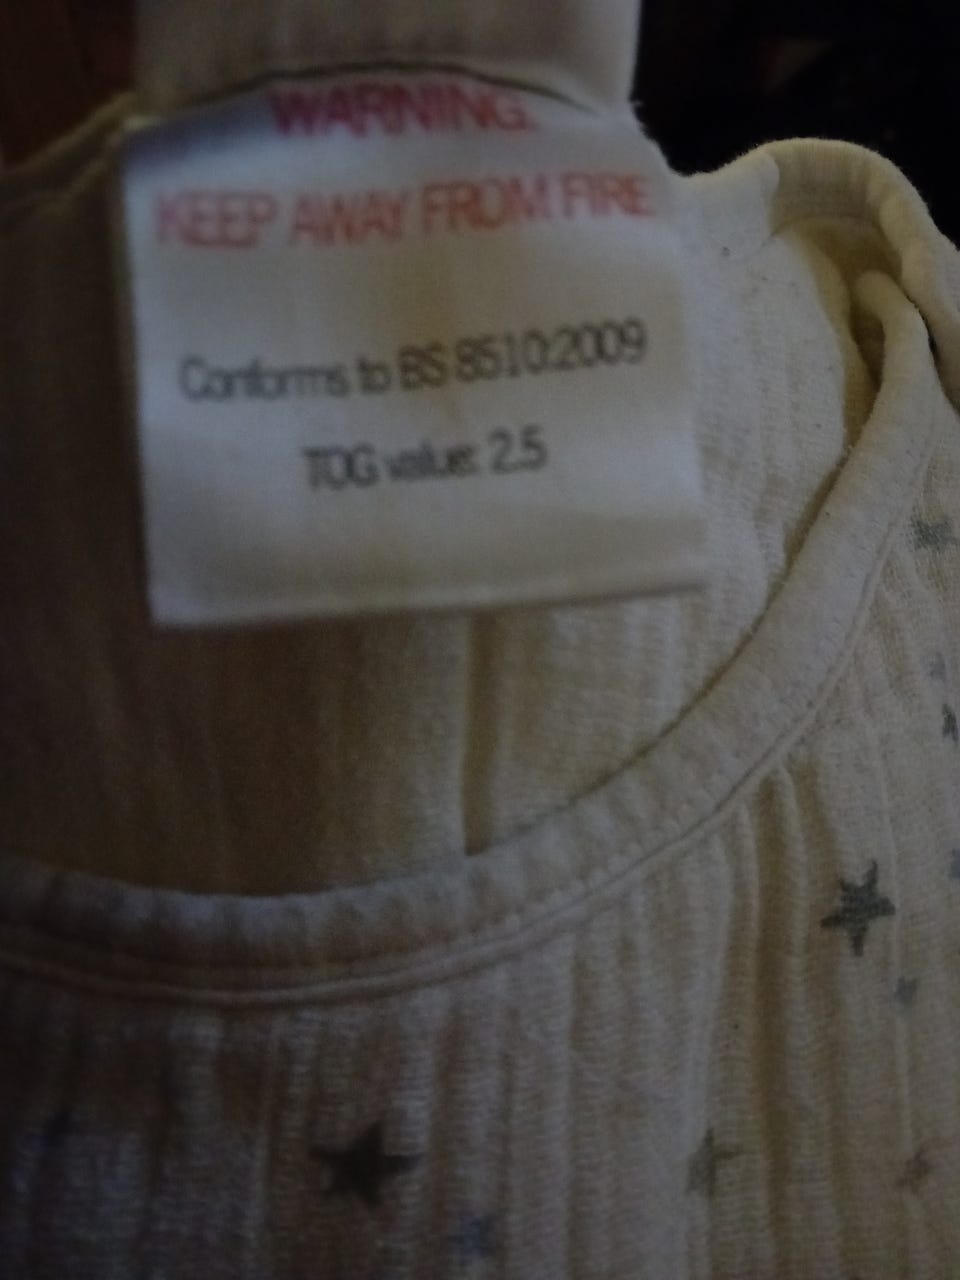 WARNING.
KEEP AWAY FROM FIRE
Conforms to BS 8510:2009
TOG value: 2.5